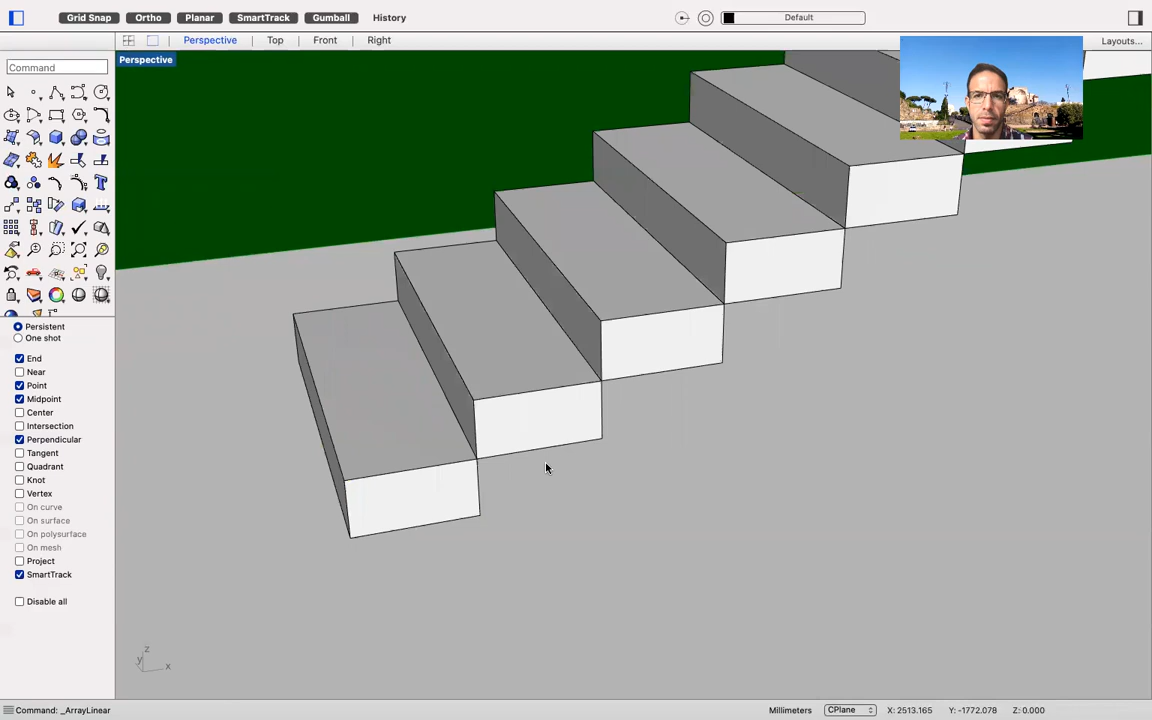 Grid Snap Ortho Planar SmartTrack Gumball History Default
Perspective Top Front Right Layouts...
Perspective
Command
Persistent
One shot
End
Near
Point
Midpoint
Center
Intersection
Perpendicular
Tangent
Quadrant
Knot
Vertex
On curve
On surface
On polysurface
On mesh
Project
SmartTrack
Disable all
z
y
x
Command: _ArrayLinear Millimeters CPlane X: 2513.165 Y: -1772.078 Z: 0.000